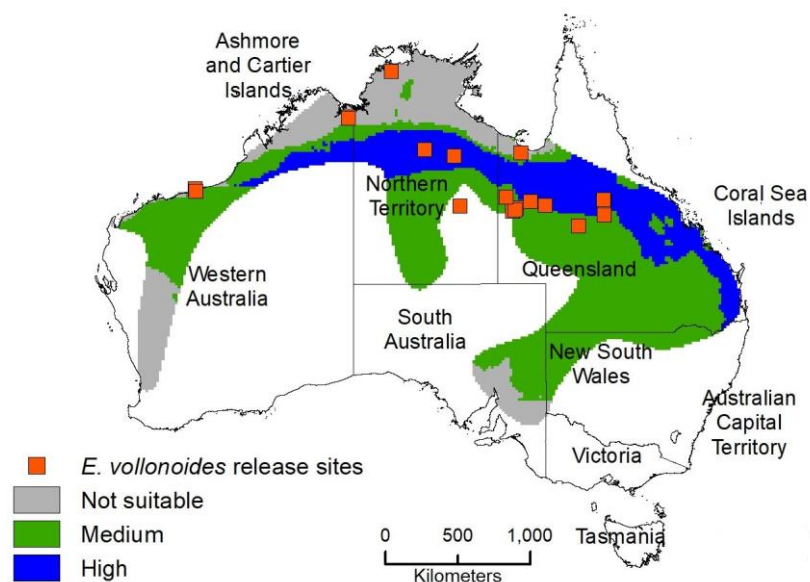 Ashmore
and Cartier
Islands
Northern
Territory
Coral Sea
Islands
Western
Australia
Queensland
South
Australia
New South
Wales
Australian
Capital
Territory
Victoria
Tasmania
E. vollonoides release sites
Not suitable
Medium
High
0 500 1,000
Kilometers